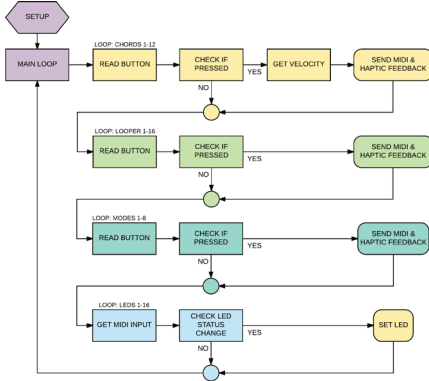 SETUP
MAIN LOOP
LOOP: CHORDS 1-12
READ BUTTON
CHECK IF
PRESSED
YES
NO
GET VELOCITY
SEND MIDI &
HAPTIC FEEDBACK
LOOP: LOOPER 1-16
READ BUTTON
CHECK IF
PRESSED
YES
NO
SEND MIDI &
HAPTIC FEEDBACK
LOOP: MODES 1-8
READ BUTTON
CHECK IF
PRESSED
YES
NO
SEND MIDI &
HAPTIC FEEDBACK
LOOP: LEDS 1-16
GET MIDI INPUT
CHECK LED
STATUS
CHANGE
YES
NO
SET LED